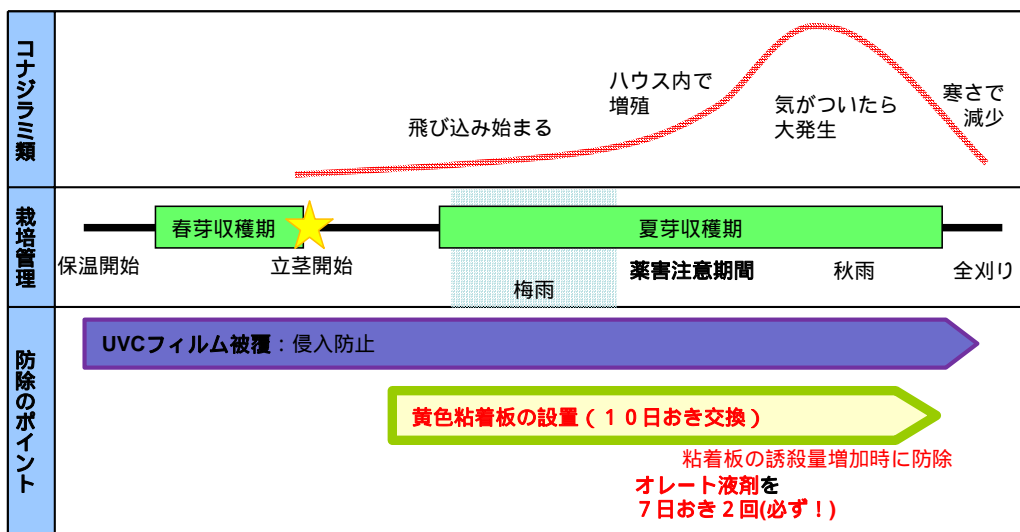 コナジラミ類
飛び込み始まる
ハウス内で
増殖
気がついたら
大発生
寒さで
減少
栽培管理
春芽収穫期
夏芽収穫期
保温開始
立茎開始
梅雨
薬害注意期間
秋雨
全刈り
防除のポイント
UVCフィルム被覆：侵入防止
黄色粘着板の設置（１０日おき交換）
粘着板の誘殺量増加時に防除
オレート液剤を
７日おき２回(必ず！)